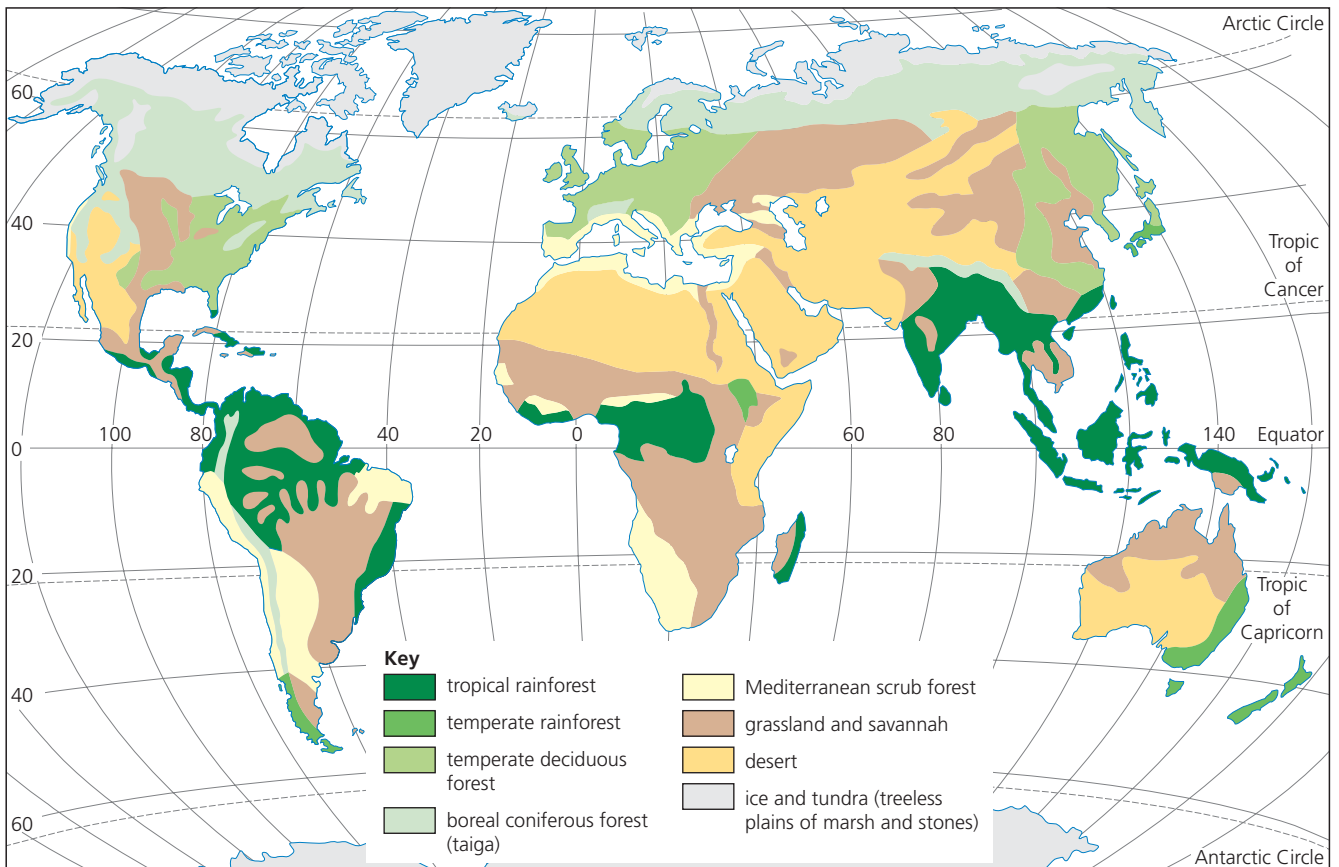 Arctic Circle
60
40
Tropic
of
Cancer
20
100
80
40
20
0
60
80
140
Equator
0
20
Tropic
of
Capricorn
40
60
Antarctic Circle
Key
tropical rainforest
temperate rainforest
temperate deciduous
forest
boreal coniferous forest
(taiga)
Mediterranean scrub forest
grassland and savannah
desert
ice and tundra (treeless
plains of marsh and stones)